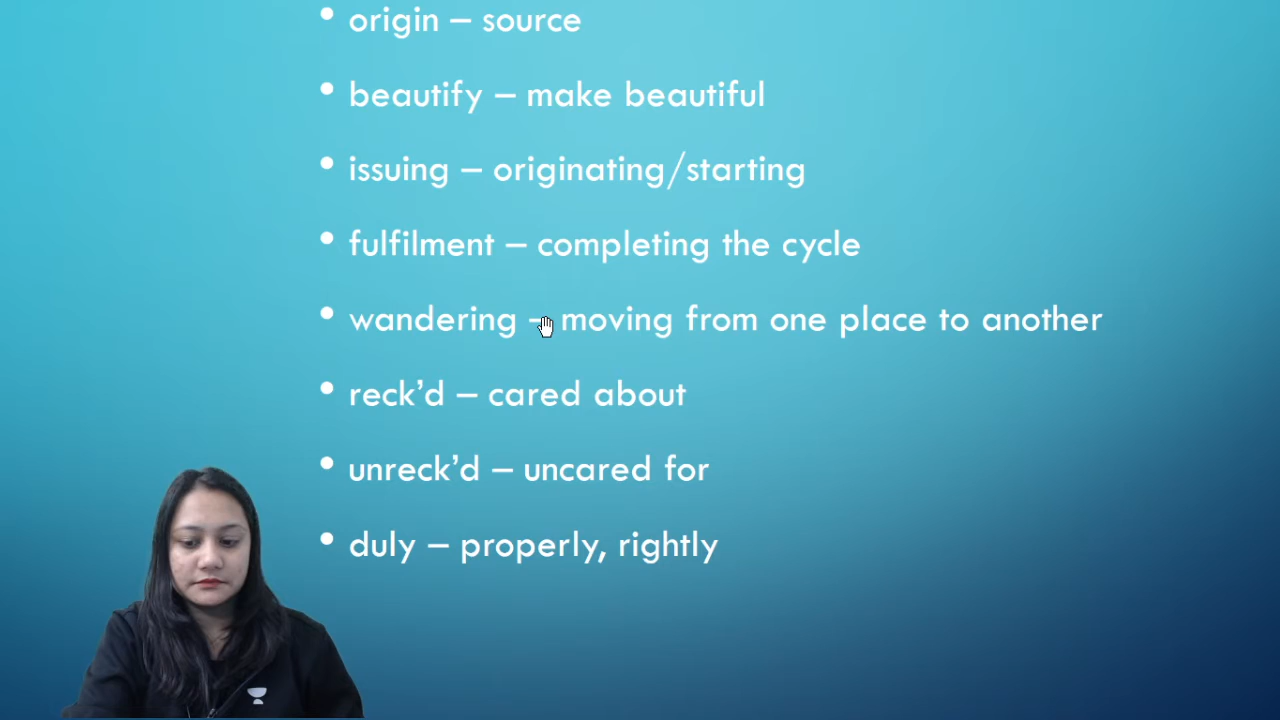 • origin – source
• beautify – make beautiful
• issuing – originating/starting
• fulfilment – completing the cycle
• wandering – moving from one place to another
• reck’d – cared about
• unreck’d – uncared for
• duly – properly, rightly